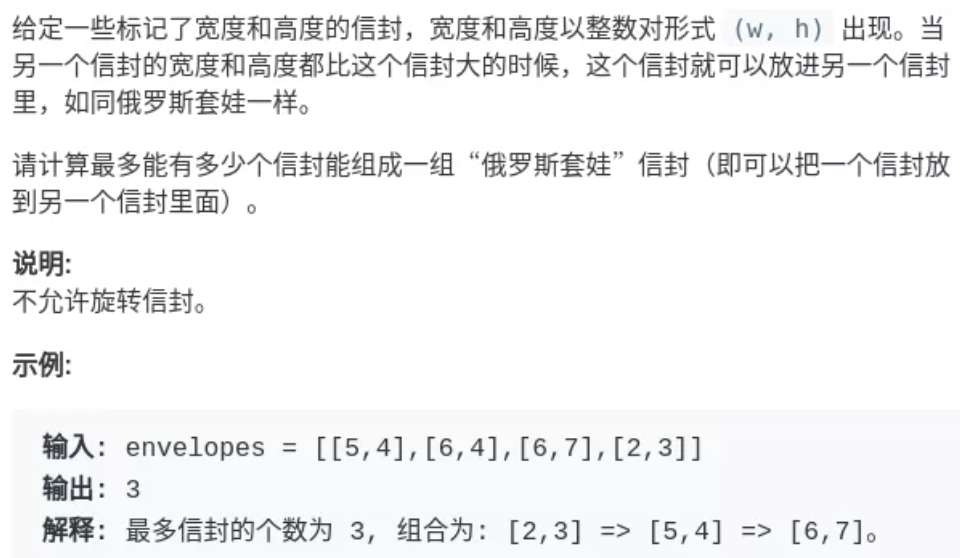 给定一些标记了宽度和高度的信封，宽度和高度以整数对形式 (w, h) 出现。当
另一个信封的宽度和高度都比这个信封大的时候，这个信封就可以放进另一个信封
里，如同俄罗斯套娃一样。
请计算最多能有多少个信封能组成一组“俄罗斯套娃”信封（即可以把一个信封放
到另一个信封里面）。
说明:
不允许旋转信封。
示例:
输入: envelopes = [[5,4],[6,4],[6,7],[2,3]]
输出: 3
解释: 最多信封的个数为 3, 组合为: [2,3] => [5,4] => [6,7]。